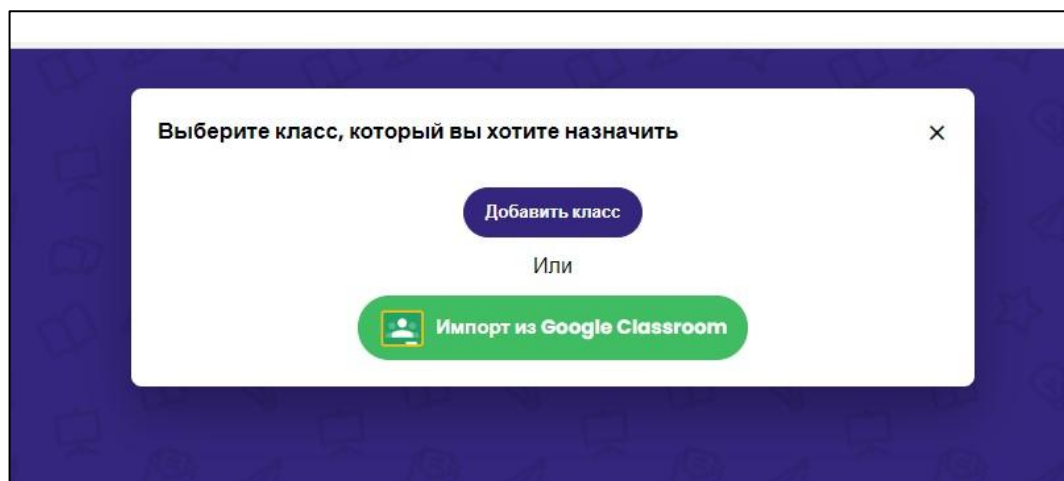 Выберите класс, который вы хотите назначить
Добавить класс
Или
Импорт из Google Classroom